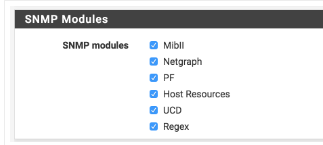 SNMP Modules
SNMP modules MibII
Netgraph
PF
Host Resources
UCD
Regex